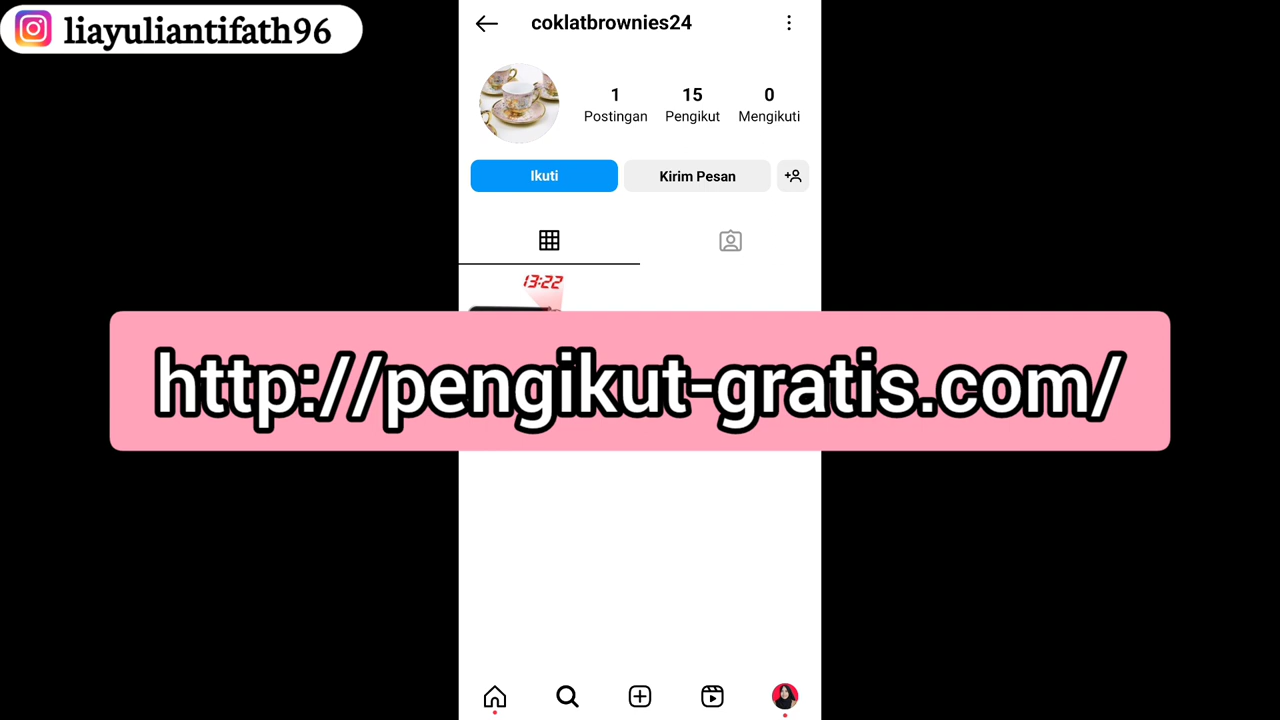 liayuliantifath96
coklatbrownies24
1 15 0
Postingan Pengikut Mengikuti
Ikuti Kirim Pesan
13:22
http://pengikut-gratis.com/